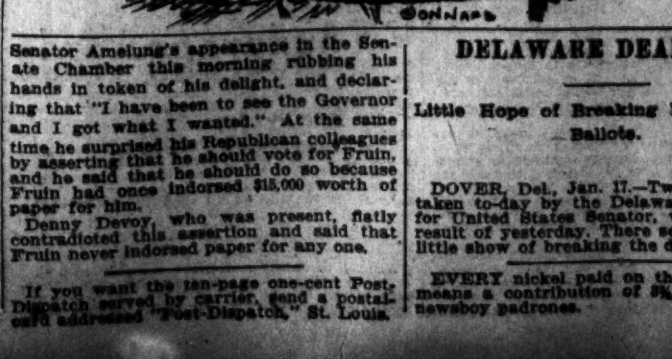 DONNARD
Senator Amelung's appearance in the Sen-
ate Chamber this morning rubbing his
hands in token of his delight, and declar-
ing that "I have been to see the Governor
and I got what I wanted." At the same
time he surprised his Republican colleagues
by asserting that he should vote for Fruin,
and he said that he should do so because
Fruin had once indorsed $15,000 worth of
paper for him.
Denny Devoy, who was present, flatly
contradioted this assertion and said that
Fruin never indorsed paper for any one.
If you want the ten-page one-cent Post-
Dispatch served by carrier, send a postal-
card addressed "Post-Dispatch," St. Louis.
DELAWARE DEA
Little Hope of Breaking
Ballots.
DOVER, Del., Jan. 17.—Tw
taken to-day by the Delawa
for United States Senator,
result of yesterday. There se
little show of breaking the
EVERY nickel paid on th
means a contribution of
newsboy padrones.